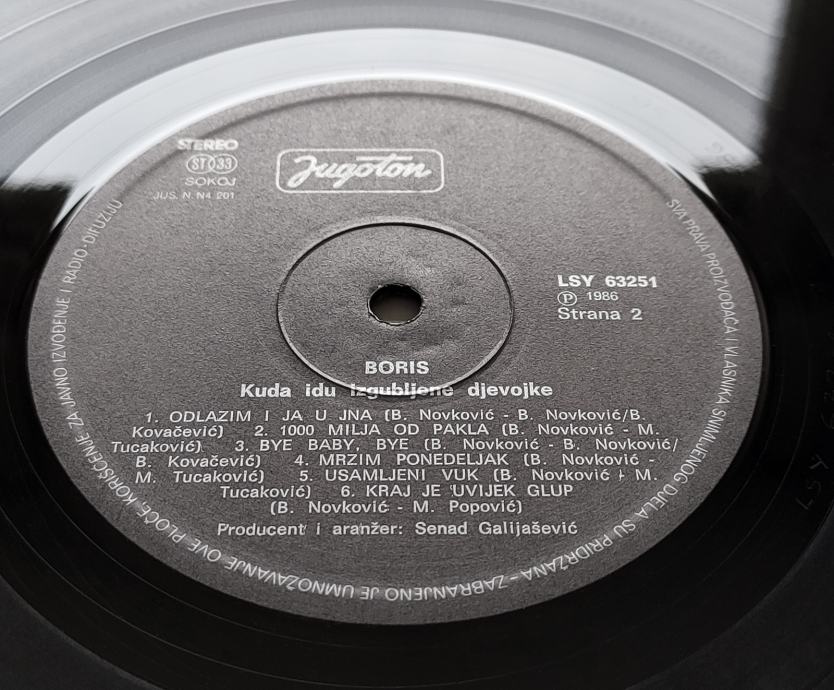 STEREO
ST 33
SOKOJ
JUS. N. N4 201
Jugoton
LSY 63251
Ⓟ 1986
Strana 2
BORIS
Kuda idu izgubljene djevojke
1. ODLAZIM I JA U JNA (B. Novković - B. Novković/B.
Kovačević) 2. 1000 MILJA OD PAKLA (B. Novković - M.
Tucaković) 3. BYE BABY, BYE (B. Novković - B. Novković/
B. Kovačević) 4. MRZIM PONEDELJAK (B. Novković -
M. Tucaković) 5. USAMLJENI VUK (B. Novković - M.
Tucaković) 6. KRAJ JE UVIJEK GLUP
(B. Novković - M. Popović)
Producent i aranžer: Senad Galijašević
SVA PRAVA PROIZVOĐAČA I VLASNIKA SNIMLJENOG DJELA SU PRIDRŽANA - ZABRANJENO JE UMNOŽAVANJE OVE PLOČE, KORIŠĆENJE ZA JAVNO IZVOĐENJE I RADIO-DIFUZIJU